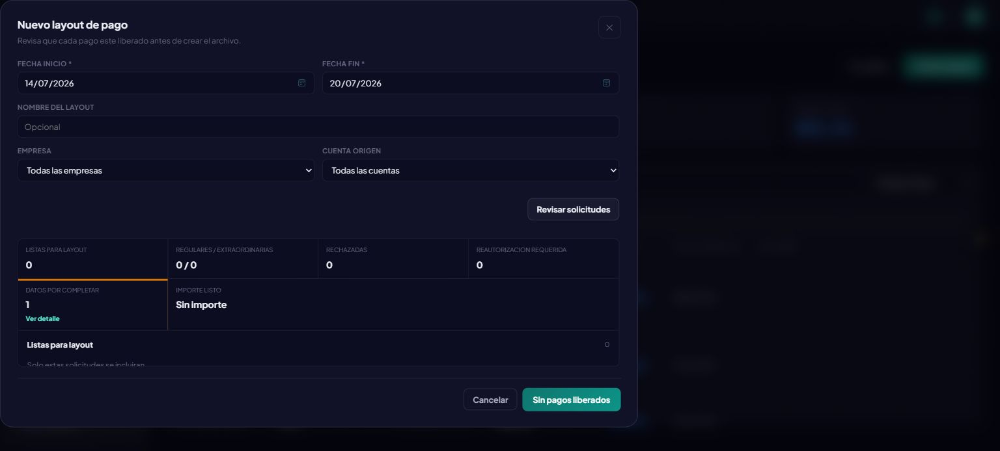 Nuevo layout de pago
Revisa que cada pago este liberado antes de crear el archivo.
FECHA INICIO * FECHA FIN *
14/07/2026 20/07/2026
NOMBRE DEL LAYOUT
Opcional
EMPRESA CUENTA ORIGEN
Todas las empresas Todas las cuentas
Revisar solicitudes
LISTAS PARA LAYOUT REGULARES / EXTRAORDINARIAS RECHAZADAS REAUTORIZACION REQUERIDA
0 0 / 0 0 0
DATOS POR COMPLETAR IMPORTE LISTO
1 Sin importe
Ver detalle
Listas para layout 0
Solo estas solicitudes se incluiran
Cancelar Sin pagos liberados